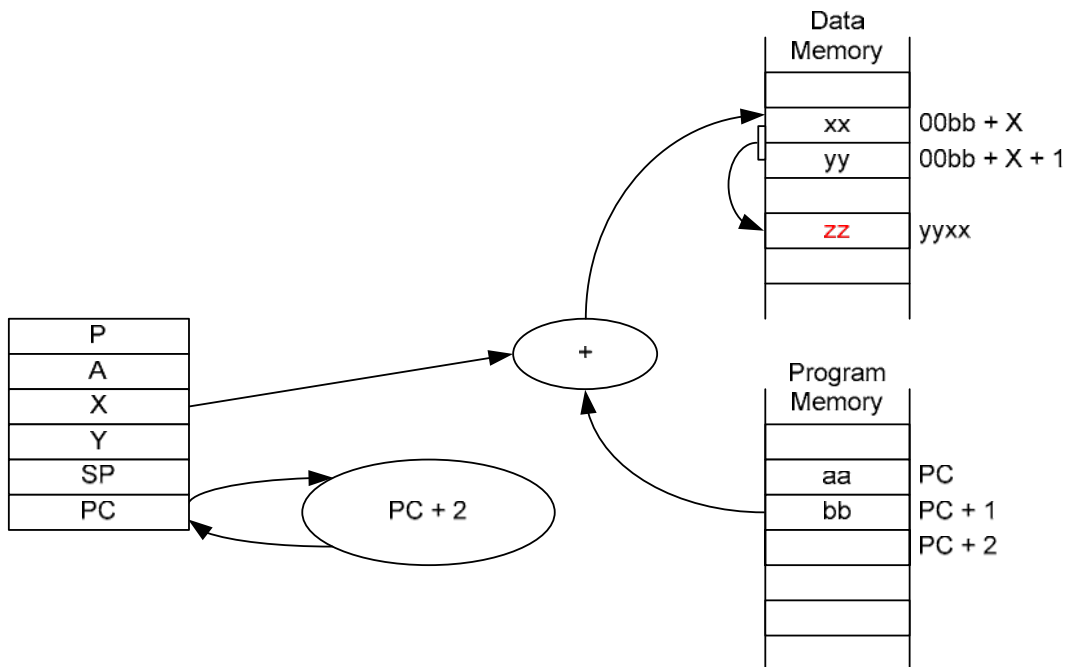 Data
Memory
xx
00bb + X
yy
00bb + X + 1
zz
yyxx
P
A
X
Y
SP
PC
PC + 2
+
Program
Memory
aa
PC
bb
PC + 1
PC + 2